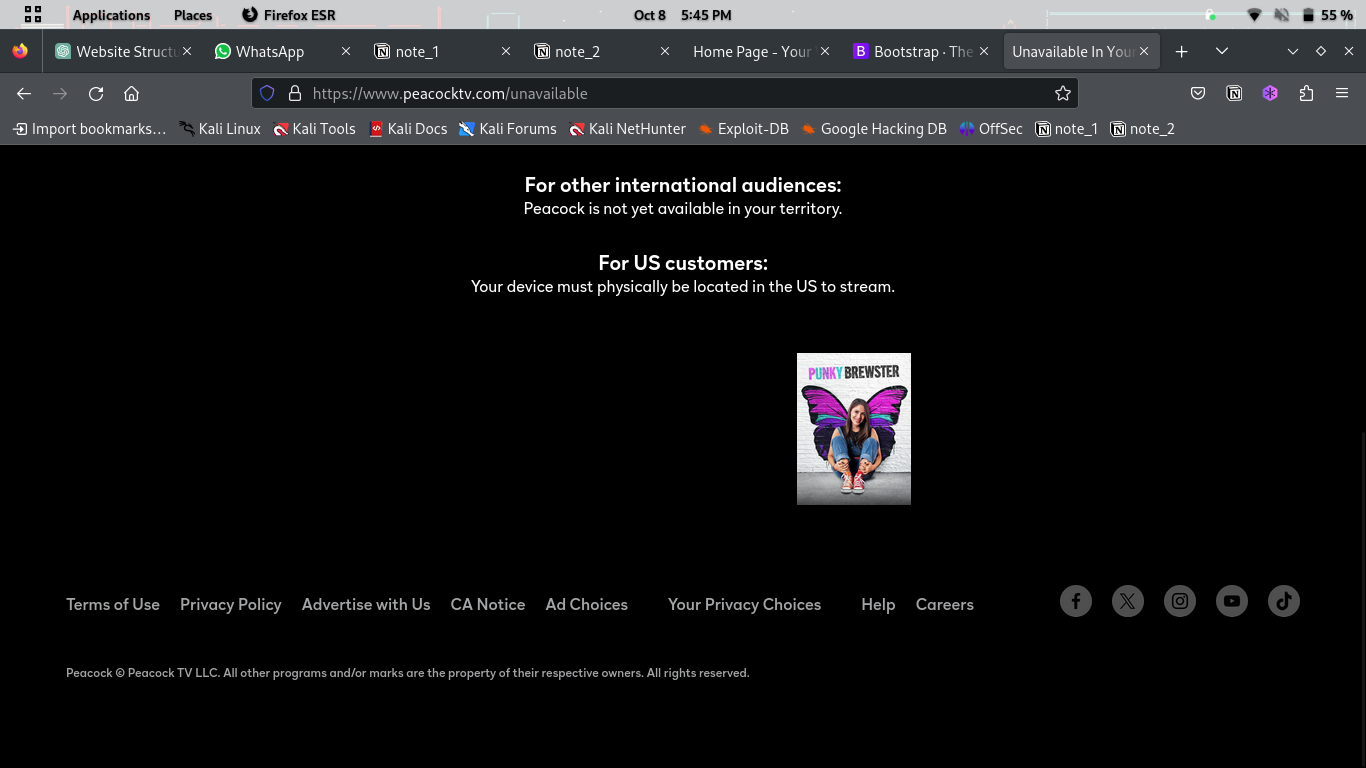 Applications Places Firefox ESR Oct 8 5:45 PM 55 %
Website Structu WhatsApp note_1 note_2 Home Page - Your Bootstrap · The Unavailable In Your
https://www.peacocktv.com/unavailable
Import bookmarks... Kali Linux Kali Tools Kali Docs Kali Forums Kali NetHunter Exploit-DB Google Hacking DB OffSec note_1 note_2
For other international audiences:
Peacock is not yet available in your territory.
For US customers:
Your device must physically be located in the US to stream.
PUNKY BREWSTER
Terms of Use Privacy Policy Advertise with Us CA Notice Ad Choices Your Privacy Choices Help Careers
Peacock © Peacock TV LLC. All other programs and/or marks are the property of their respective owners. All rights reserved.